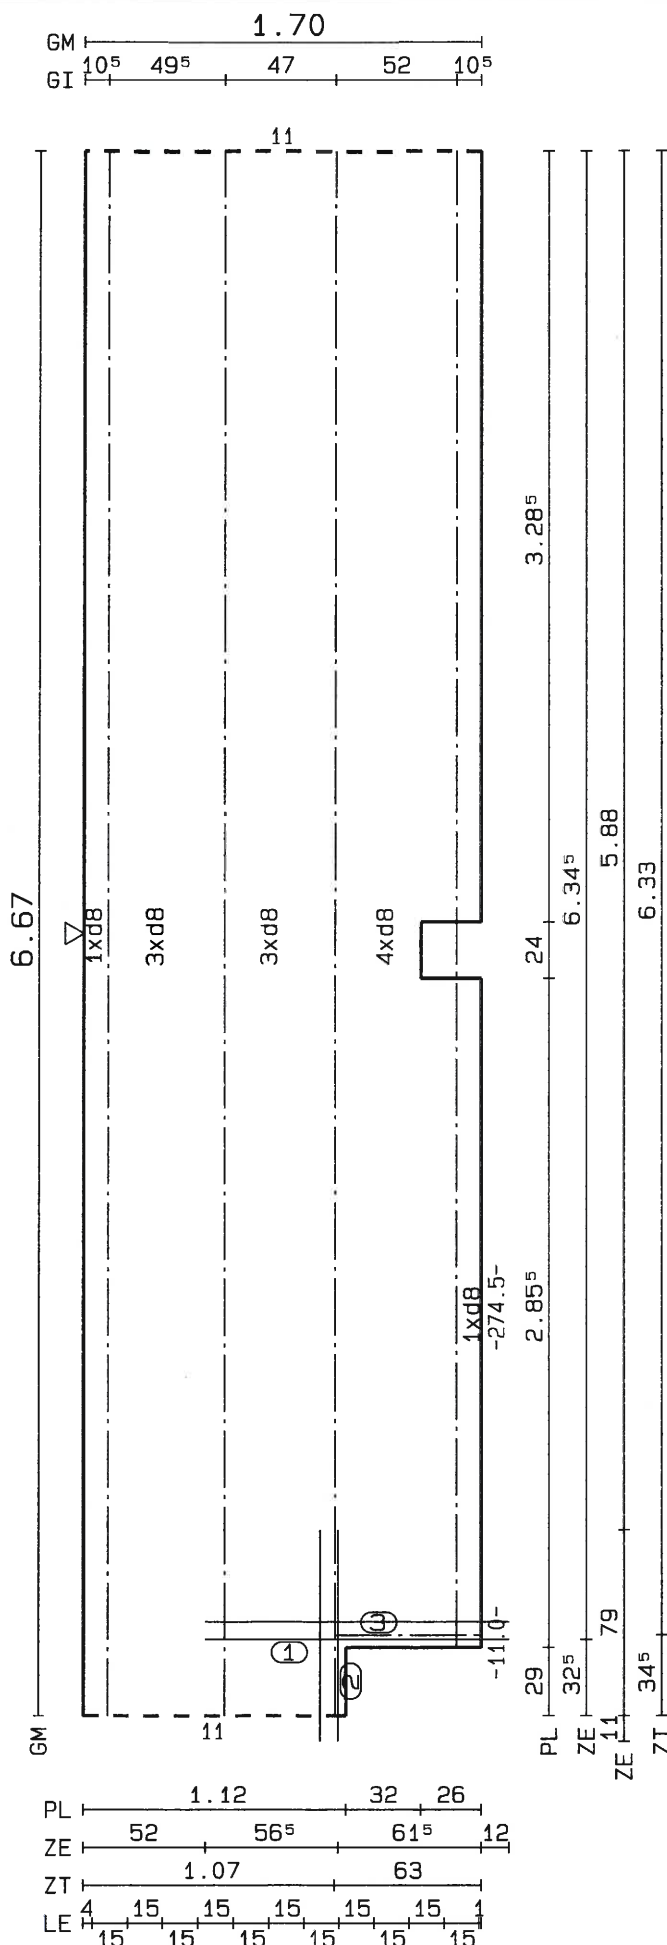 GM 1.70
GI 10⁵ 49⁵ 47 52 10⁵
11
3.28⁵
5.88
6.67
6.34⁵
6.33
1xd8 3xd8 3xd8 4xd8
24
1xd8
-274.5-
2.85⁵
3
-11.0-
79
1
2
29
32⁵
34⁵
11
11
GM
PL
ZE
ZE
ZT
PL 1.12 32 26
ZE 52 56⁵ 61⁵ 12
ZT 1.07 63
4 15 15 15 15 15 1
LE
15 15 15 15 15 15